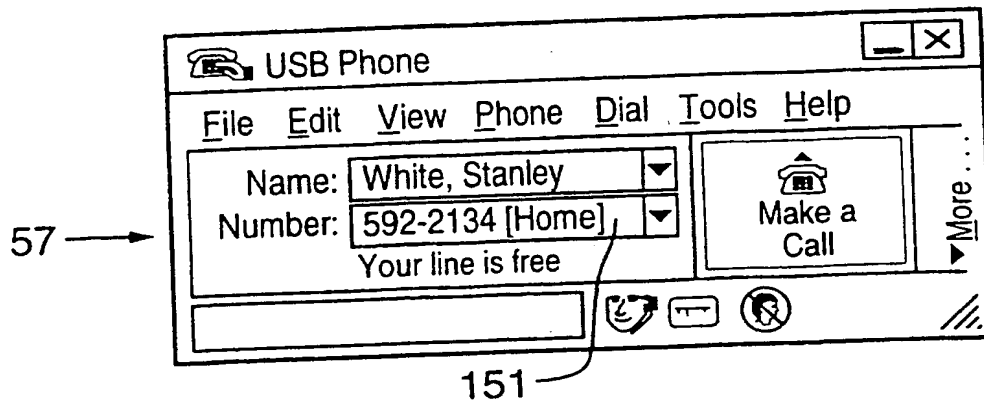 USB Phone
File Edit View Phone Dial Tools Help
Name: White, Stanley
Number: 592-2134 [Home]
Your line is free
Make a
Call
More ...
57
151